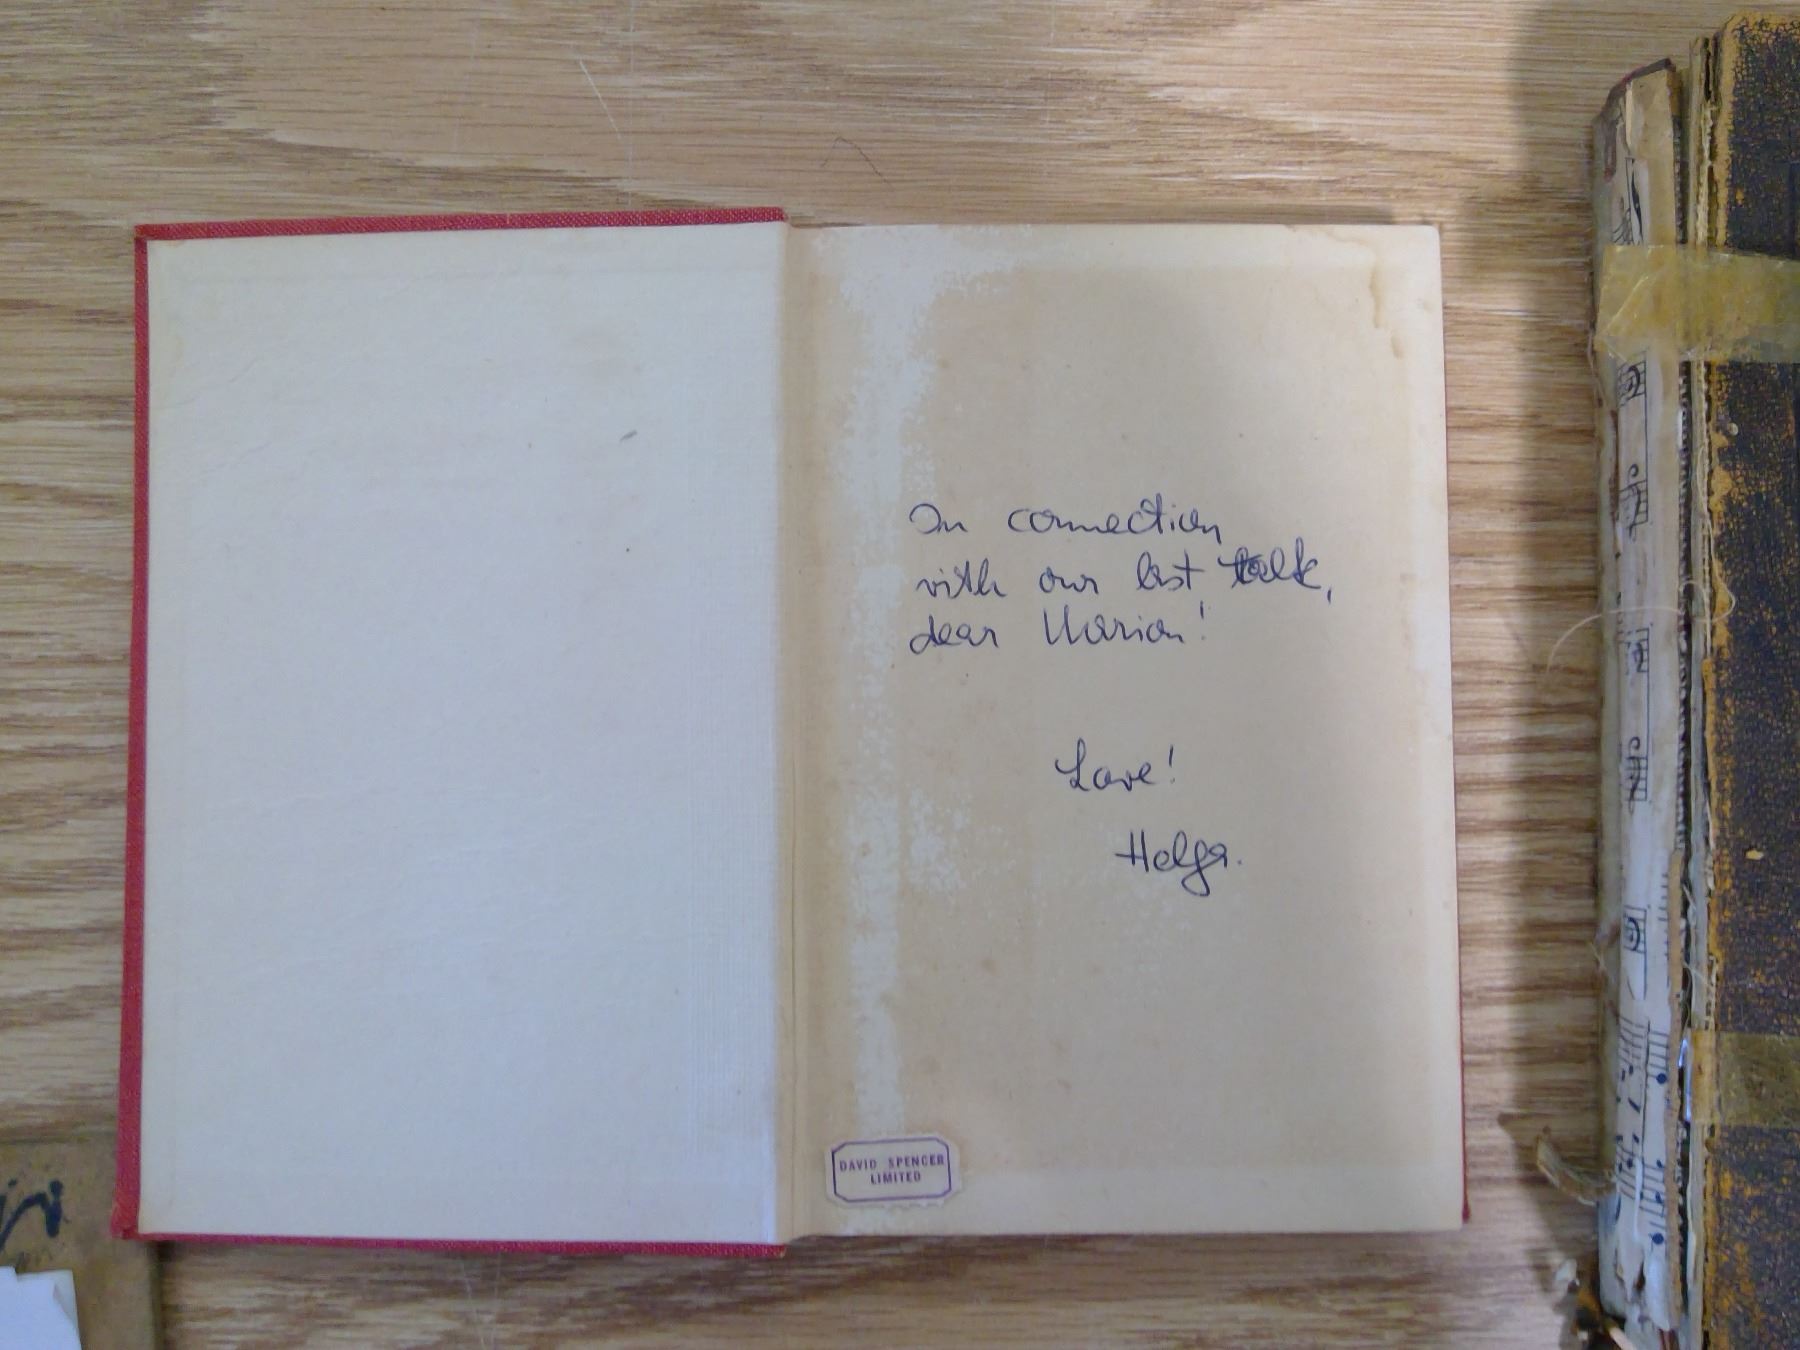 In connection
with our last talk,
dear Marion!
Love!
Helga.
DAVID SPENCER
LIMITED